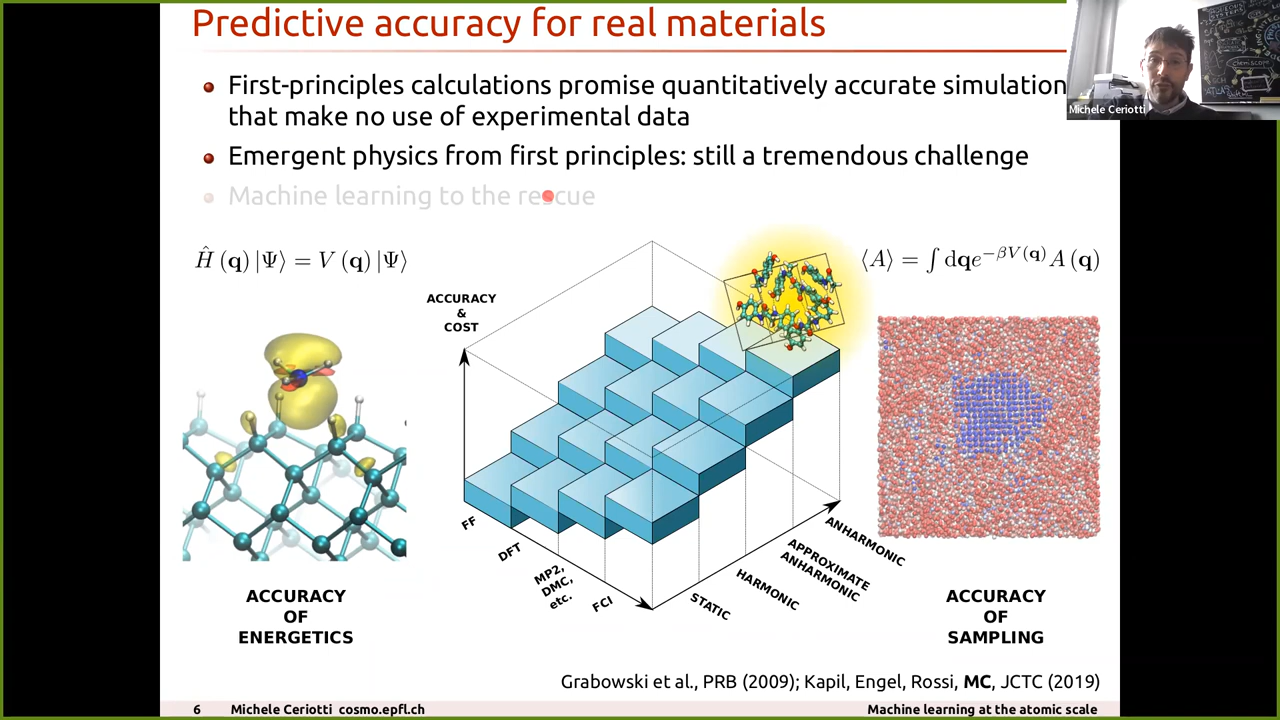 Predictive accuracy for real materials
First-principles calculations promise quantitatively accurate simulation
that make no use of experimental data
Emergent physics from first principles: still a tremendous challenge
Machine learning to the rescue
Michele Ceriotti
Ĥ (q) |Ψ⟩ = V (q) |Ψ⟩
⟨A⟩ = ∫ dqe^{−βV(q)} A (q)
ACCURACY
&
COST
FF
DFT
MP2,
DMC,
etc.
FCI
STATIC
HARMONIC
APPROXIMATE
ANHARMONIC
ANHARMONIC
ACCURACY
OF
ENERGETICS
ACCURACY
OF
SAMPLING
Grabowski et al., PRB (2009); Kapil, Engel, Rossi, MC, JCTC (2019)
6 Michele Ceriotti cosmo.epfl.ch Machine learning at the atomic scale